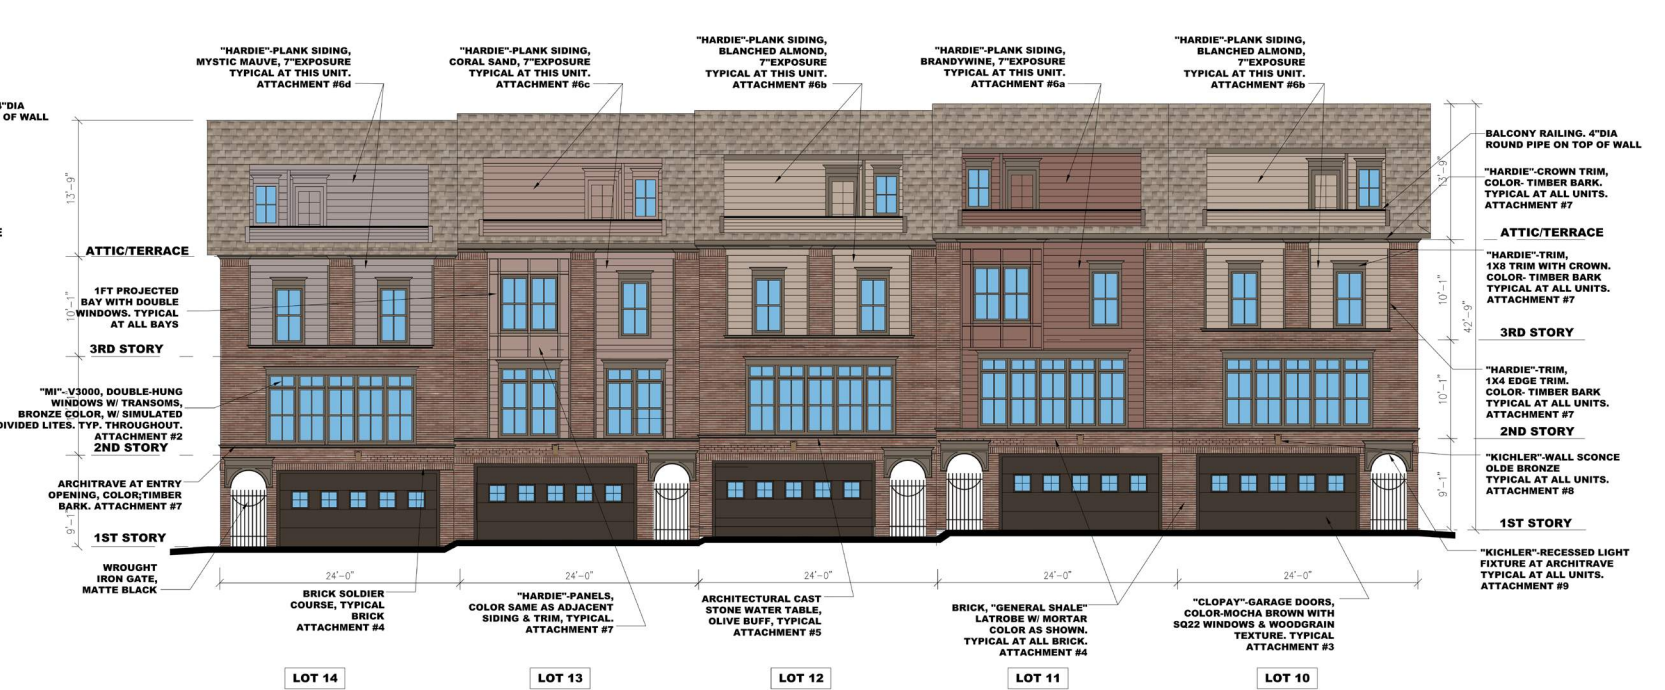 "HARDIE"-PLANK SIDING,
MYSTIC MAUVE, 7"EXPOSURE
TYPICAL AT THIS UNIT.
ATTACHMENT #6d
"HARDIE"-PLANK SIDING,
CORAL SAND, 7"EXPOSURE
TYPICAL AT THIS UNIT.
ATTACHMENT #6c
"HARDIE"-PLANK SIDING,
BLANCHED ALMOND,
7"EXPOSURE
TYPICAL AT THIS UNIT.
ATTACHMENT #6b
"HARDIE"-PLANK SIDING,
BRANDYWINE, 7"EXPOSURE
TYPICAL AT THIS UNIT.
ATTACHMENT #6a
"HARDIE"-PLANK SIDING,
BLANCHED ALMOND,
7"EXPOSURE
TYPICAL AT THIS UNIT.
ATTACHMENT #6b
4"DIA
OF WALL
13'-9"
ATTIC/TERRACE
1FT PROJECTED
BAY WITH DOUBLE
WINDOWS. TYPICAL
AT ALL BAYS
10'-1"
3RD STORY
"MI"-V3000, DOUBLE-HUNG
WINDOWS W/ TRANSOMS,
BRONZE COLOR, W/ SIMULATED
DIVIDED LITES. TYP. THROUGHOUT.
ATTACHMENT #2
2ND STORY
ARCHITRAVE AT ENTRY
OPENING, COLOR;TIMBER
BARK. ATTACHMENT #7
9'-1"
1ST STORY
WROUGHT
IRON GATE,
MATTE BLACK
BALCONY RAILING. 4"DIA
ROUND PIPE ON TOP OF WALL
13'-9"
"HARDIE"-CROWN TRIM,
COLOR- TIMBER BARK.
TYPICAL AT ALL UNITS.
ATTACHMENT #7
ATTIC/TERRACE
"HARDIE"-TRIM,
1X8 TRIM WITH CROWN.
COLOR- TIMBER BARK
TYPICAL AT ALL UNITS.
ATTACHMENT #7
10'-1"
42'-9"
3RD STORY
"HARDIE"-TRIM,
1X4 EDGE TRIM.
COLOR- TIMBER BARK
TYPICAL AT ALL UNITS.
ATTACHMENT #7
10'-1"
2ND STORY
"KICHLER"-WALL SCONCE
OLDE BRONZE
TYPICAL AT ALL UNITS.
ATTACHMENT #8
9'-1"
1ST STORY
"KICHLER"-RECESSED LIGHT
FIXTURE AT ARCHITRAVE
TYPICAL AT ALL UNITS.
ATTACHMENT #9
24'-0"
24'-0"
24'-0"
24'-0"
24'-0"
BRICK SOLDIER
COURSE, TYPICAL
BRICK
ATTACHMENT #4
"HARDIE"-PANELS,
COLOR SAME AS ADJACENT
SIDING & TRIM, TYPICAL.
ATTACHMENT #7
ARCHITECTURAL CAST
STONE WATER TABLE,
OLIVE BUFF, TYPICAL
ATTACHMENT #5
BRICK, "GENERAL SHALE"
LATROBE W/ MORTAR
COLOR AS SHOWN.
TYPICAL AT ALL BRICK.
ATTACHMENT #4
"CLOPAY"-GARAGE DOORS,
COLOR-MOCHA BROWN WITH
SQ22 WINDOWS & WOODGRAIN
TEXTURE. TYPICAL
ATTACHMENT #3
LOT 14
LOT 13
LOT 12
LOT 11
LOT 10